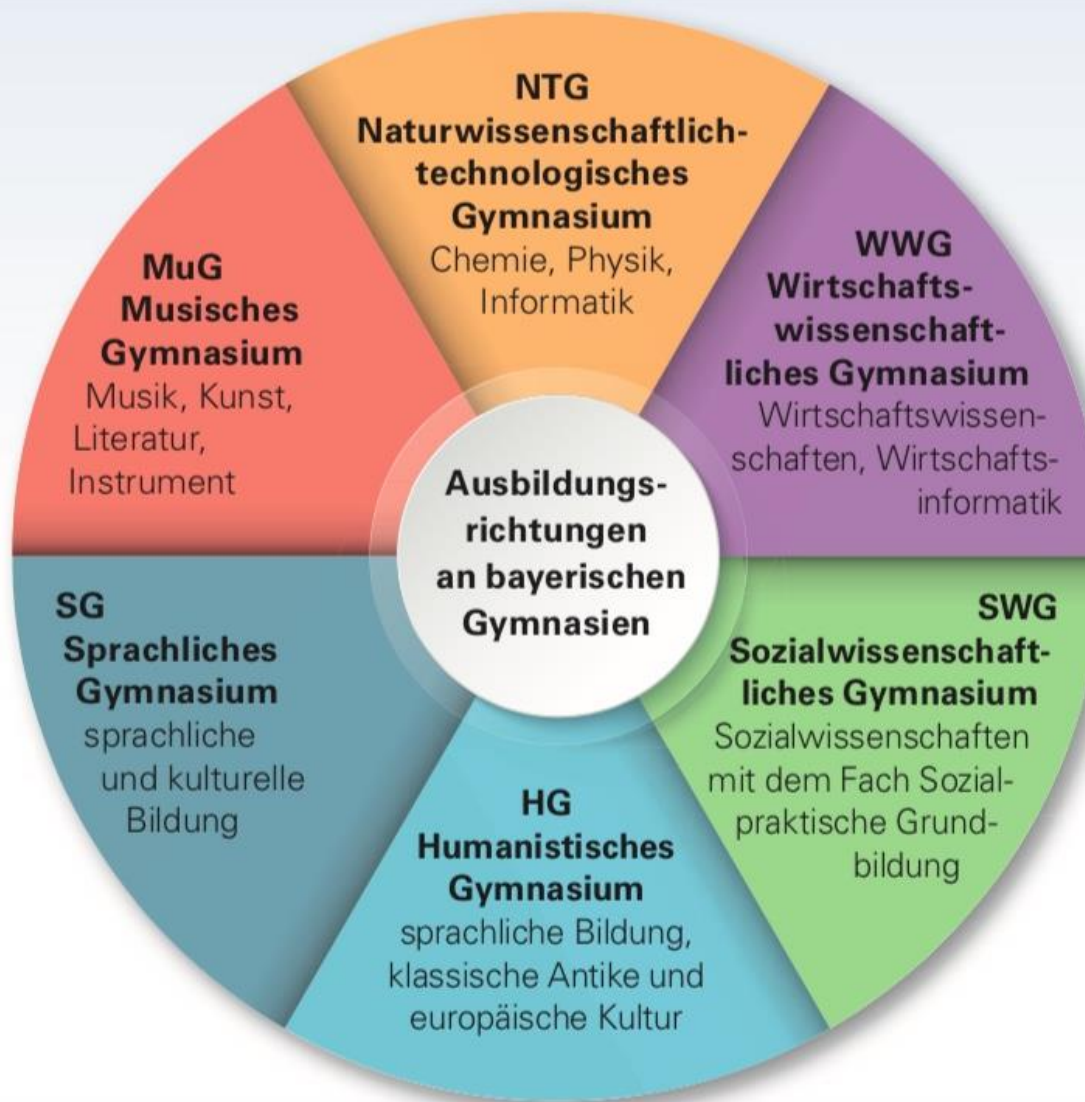 NTG
Naturwissenschaftlich-
technologisches
Gymnasium
Chemie, Physik,
Informatik
WWG
Wirtschafts-
wissenschaft-
liches Gymnasium
Wirtschaftswissen-
schaften, Wirtschafts-
informatik
SWG
Sozialwissenschaft-
liches Gymnasium
Sozialwissenschaften
mit dem Fach Sozial-
praktische Grund-
bildung
HG
Humanistisches
Gymnasium
sprachliche Bildung,
klassische Antike und
europäische Kultur
SG
Sprachliches
Gymnasium
sprachliche
und kulturelle
Bildung
MuG
Musisches
Gymnasium
Musik, Kunst,
Literatur,
Instrument
Ausbildungs-
richtungen
an bayerischen
Gymnasien